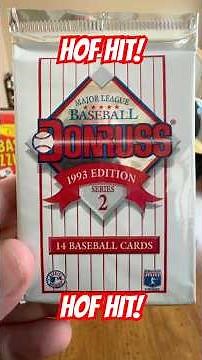 HOF HIT!
MAJOR LEAGUE
BASEBALL
DONRUSS
1993 EDITION
SERIES
2
14 BASEBALL CARDS
HOF HIT!